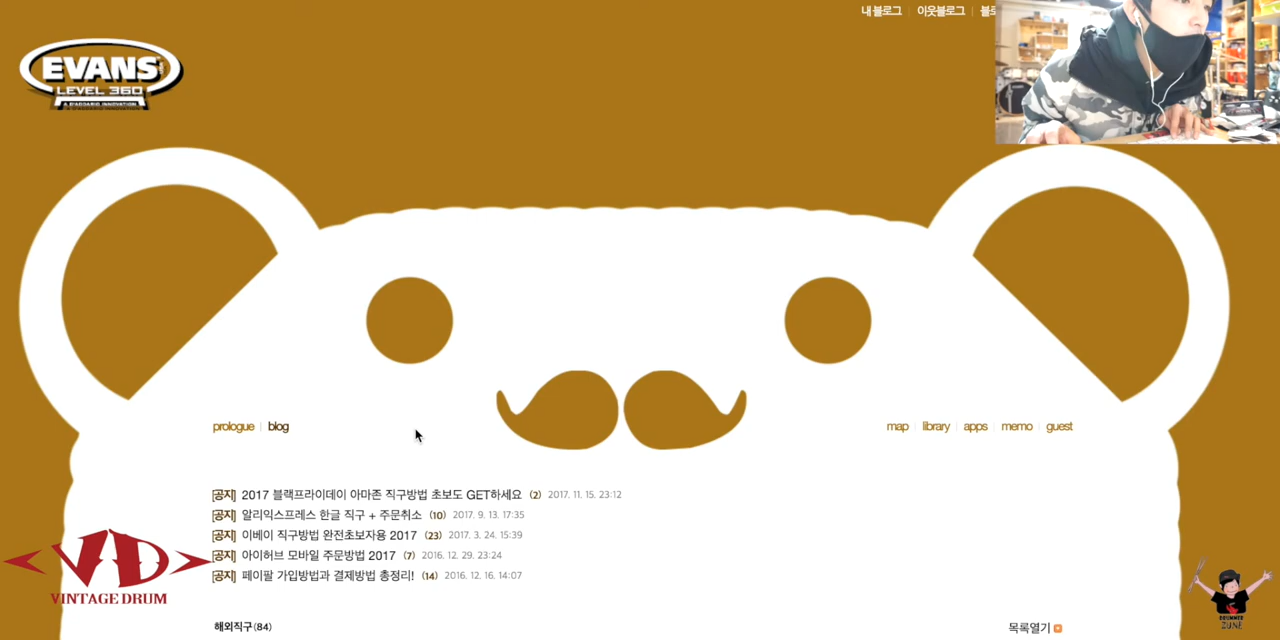 내 블로그 이웃블로그
EVANS
LEVEL 360
A D'ADDARIO INNOVATION
prologue blog
map library apps memo guest
[공지] 2017 블랙프라이데이 아마존 직구방법 초보도 GET하세요 (2) 2017. 11. 15. 23:12
[공지] 알리익스프레스 한글 직구 + 주문취소 (10) 2017. 9. 13. 17:35
[공지] 이베이 직구방법 완전초보자용 2017 (23) 2017. 3. 24. 15:39
[공지] 아이허브 모바일 주문방법 2017 (7) 2016. 12. 29. 23:24
[공지] 페이팔 가입방법과 결제방법 총정리! (14) 2016. 12. 16. 14:07
VD
VINTAGE DRUM
DRUMMER
ZUNE
해외직구(84)
목록열기